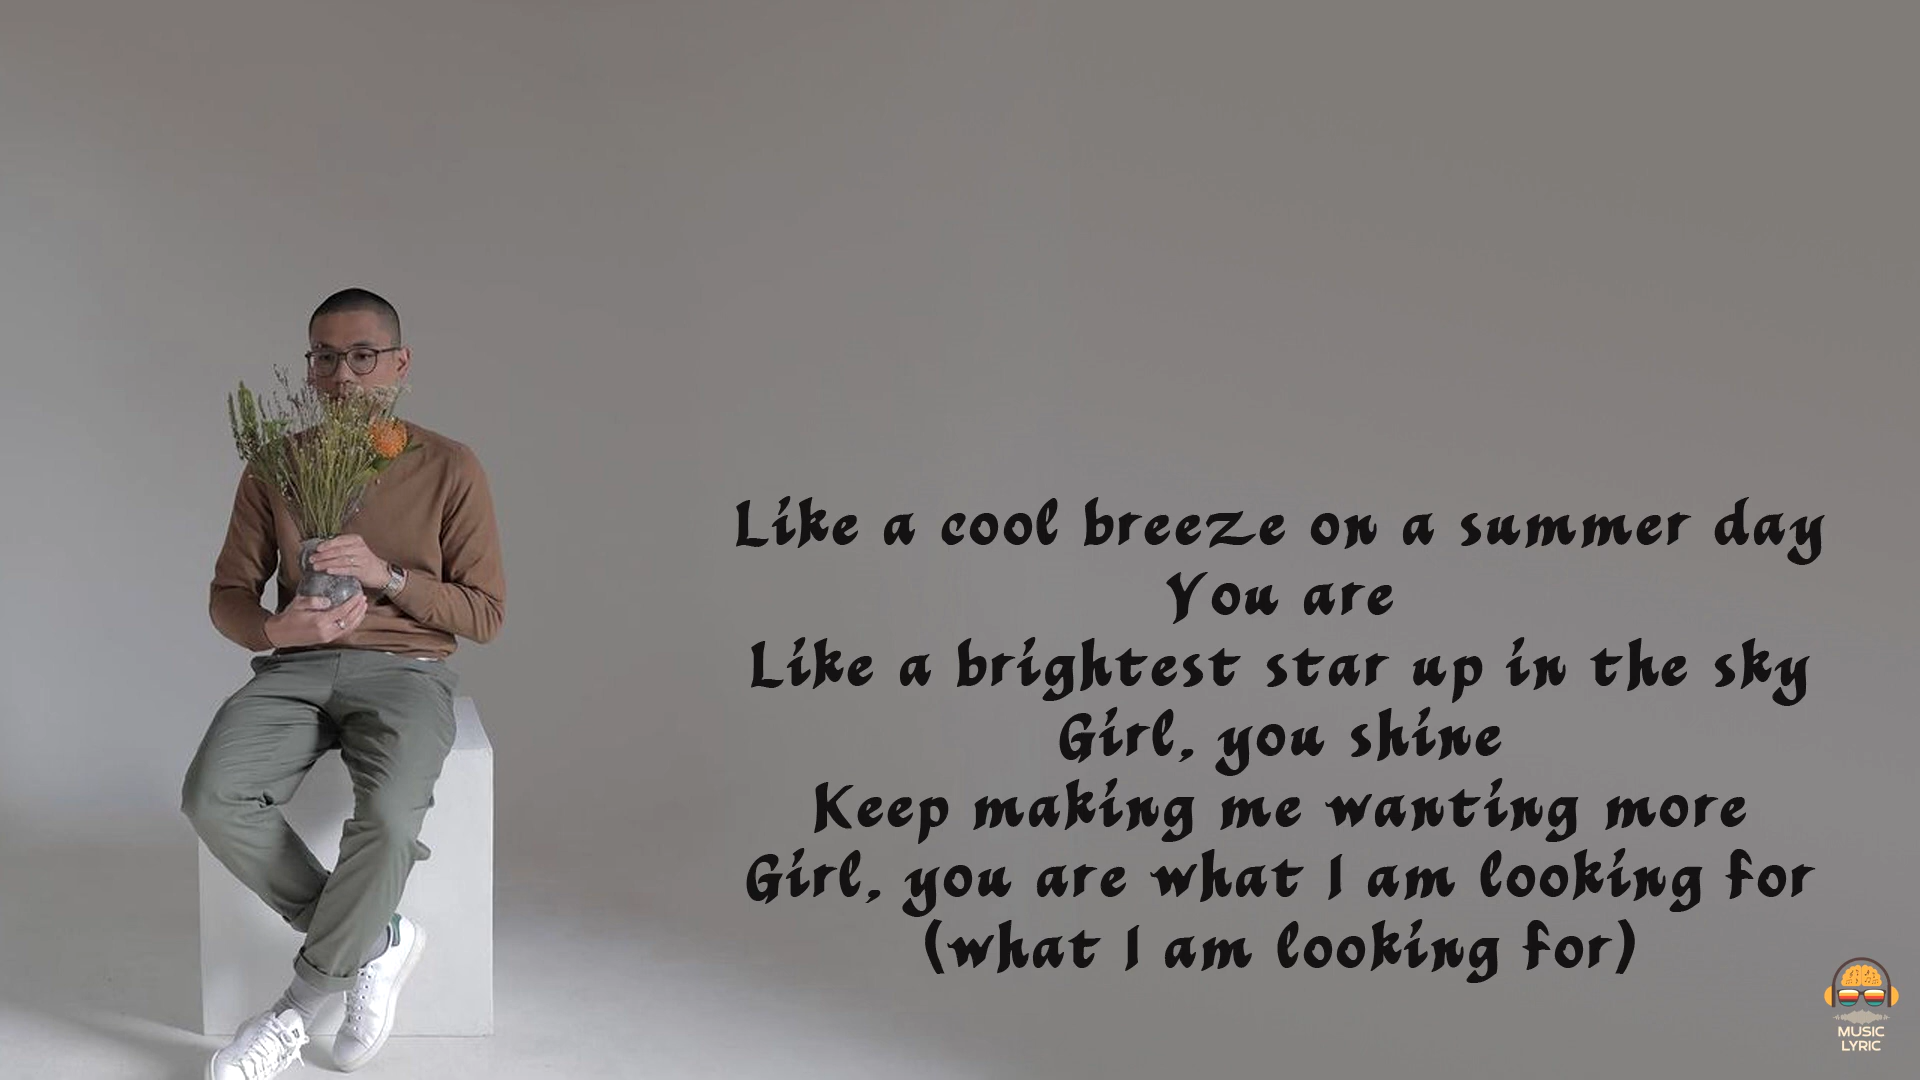 Like a cool breeze on a summer day
You are
Like a brightest star up in the sky
Girl, you shine
Keep making me wanting more
Girl, you are what I am looking for
(what I am looking for)
MUSIC
LYRIC